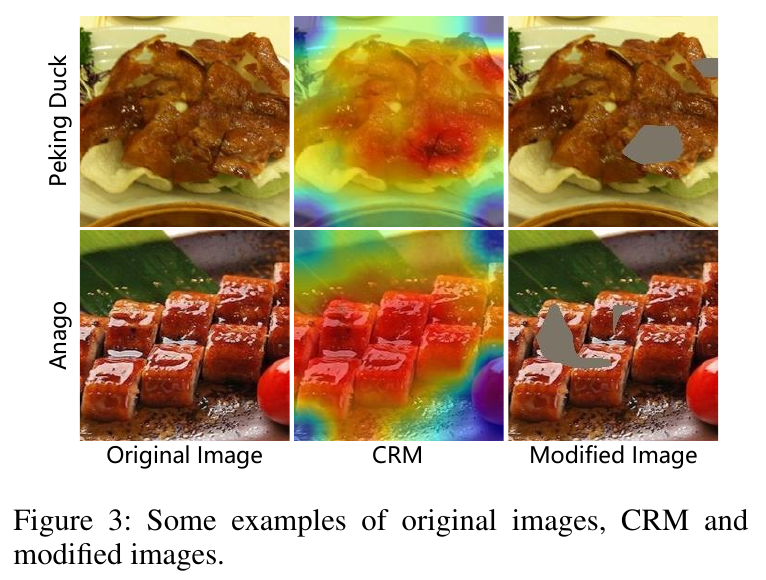 Peking Duck
Anago
Original Image
CRM
Modified Image
Figure 3: Some examples of original images, CRM and
modified images.